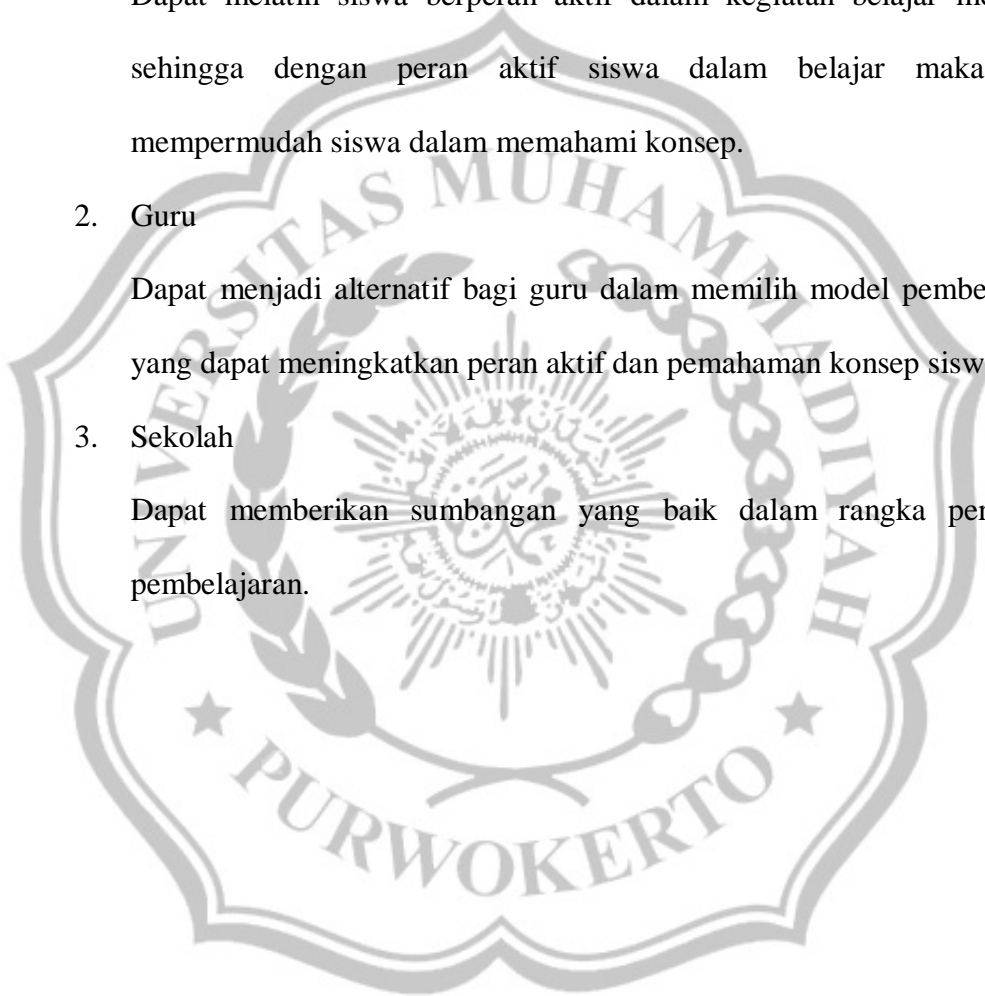 Dapat melatih siswa berperan aktif dalam kegiatan belajar
sehingga dengan peran aktif siswa dalam belajar maka
mempermudah siswa dalam memahami konsep.
2. Guru
Dapat menjadi alternatif bagi guru dalam memilih model
yang dapat meningkatkan peran aktif dan pemahaman konsep
3. Sekolah
Dapat memberikan sumbangan yang baik dalam rangka
pembelajaran.
UNIVERSITAS MUHAMMADIYAH
PURWOKERTO